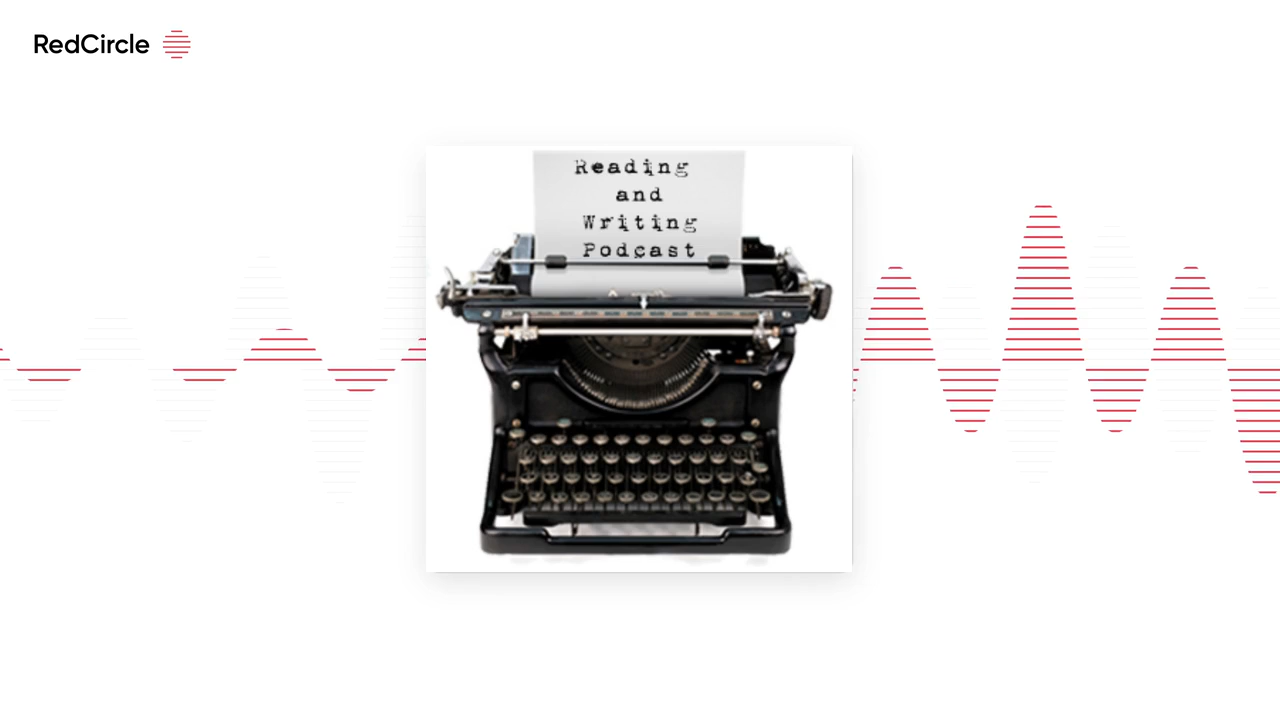 RedCircle
Reading
and
Writing
Podcast